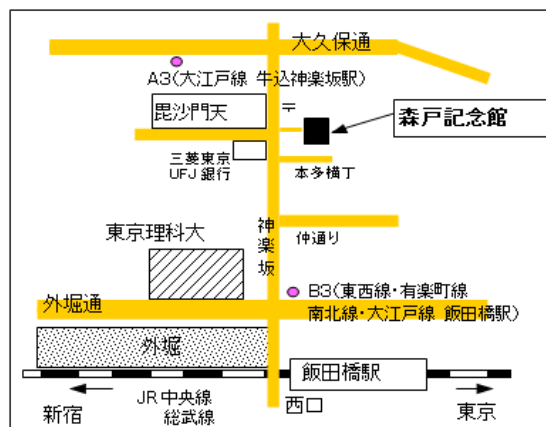 大久保通
A3(大江戸線 牛込神楽坂駅)
毘沙門天
〒
森戸記念館
三菱東京
UFJ 銀行
本多横丁
神楽坂
仲通り
東京理科大
B3(東西線・有楽町線
南北線・大江戸線 飯田橋駅)
外堀通
外堀
飯田橋駅
新宿
JR中央線
総武線
西口
東京